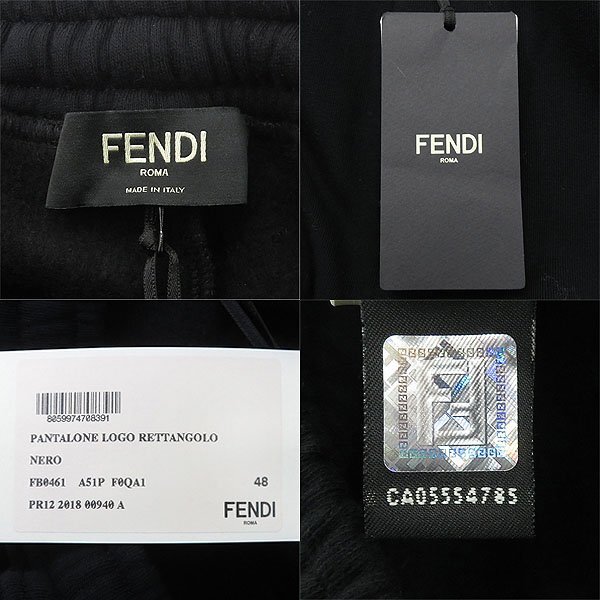 FENDI
ROMA
MADE IN ITALY
FENDI
ROMA
8059974708391
PANTALONE LOGO RETTANGOLO
NERO
FB0461 A51P F0QA1 48
PR12 2018 00940 A
FENDI
ROMA
CA05554785